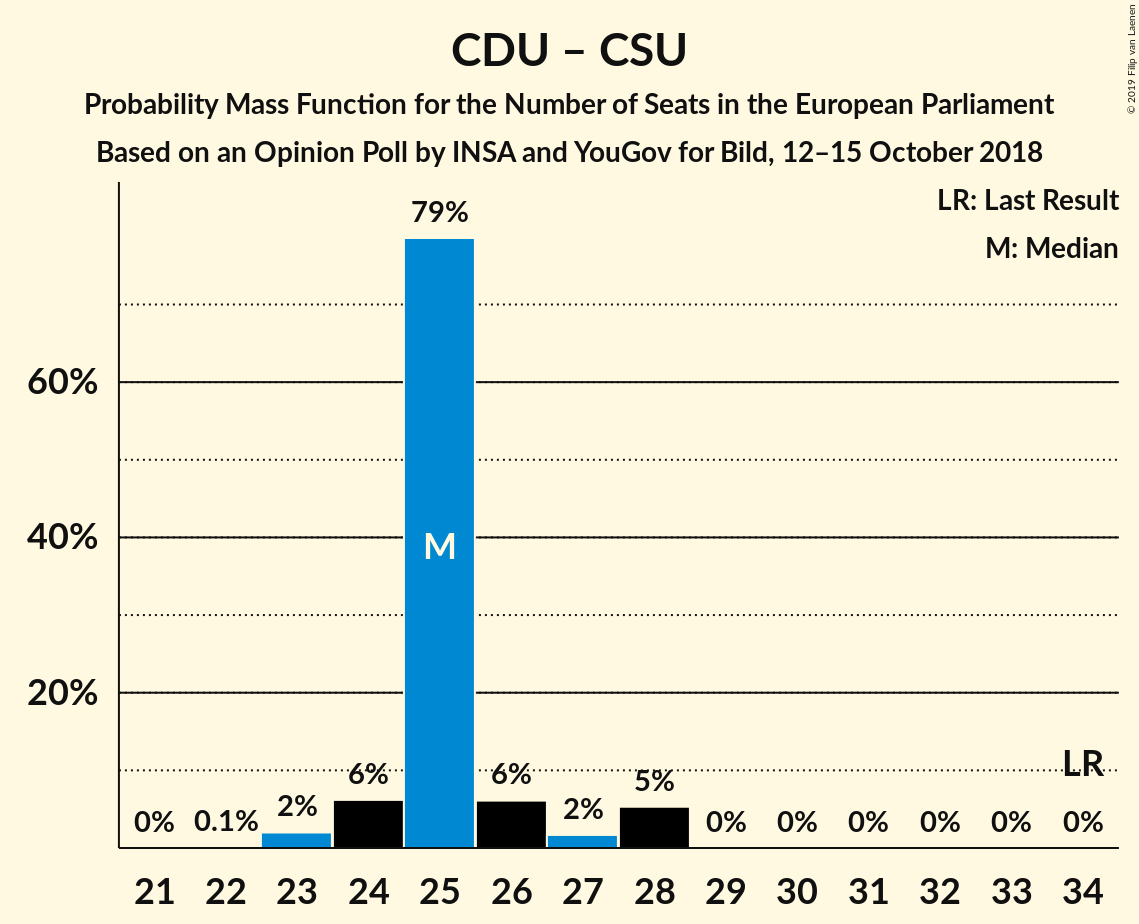 CDU – CSU
Probability Mass Function for the Number of Seats in the European Parliament
Based on an Opinion Poll by INSA and YouGov for Bild, 12–15 October 2018
© 2019 Filip van Laenen
LR: Last Result
M: Median
79%
60%
40%
M
20%
LR
0% 0.1% 2% 6% 6% 2% 5% 0% 0% 0% 0% 0% 0%
21 22 23 24 25 26 27 28 29 30 31 32 33 34